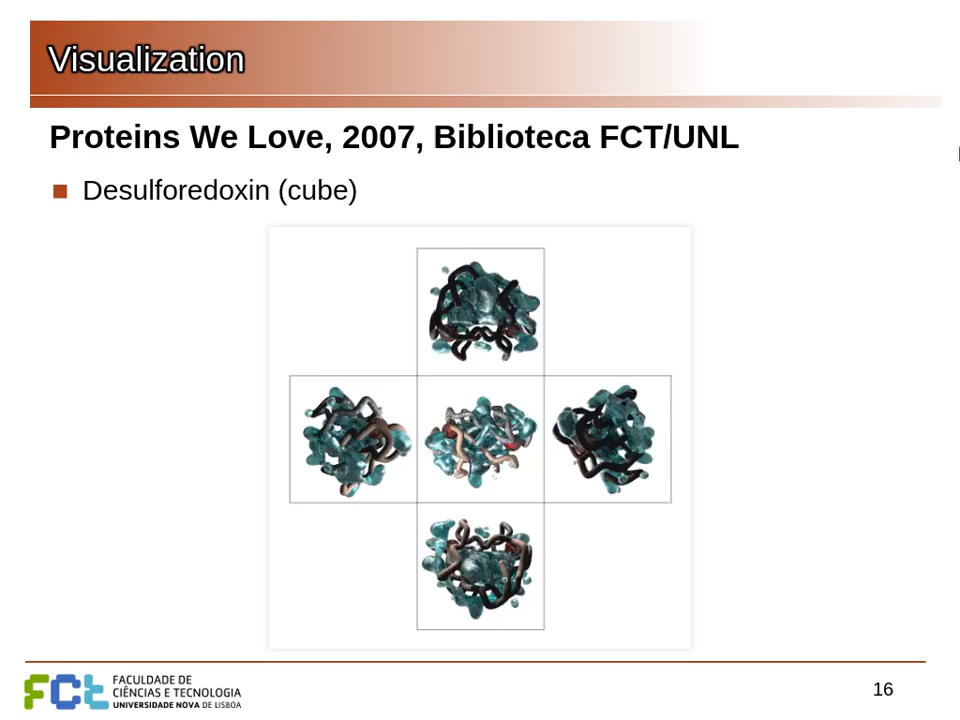 Visualization
Proteins We Love, 2007, Biblioteca FCT/UNL
Desulforedoxin (cube)
FCt
FACULDADE DE
CIÊNCIAS E TECNOLOGIA
UNIVERSIDADE NOVA DE LISBOA
16